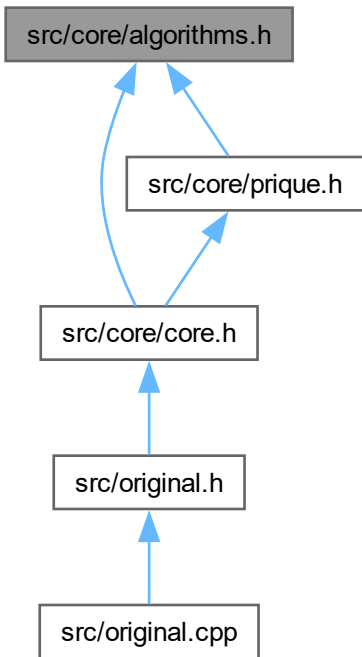 src/core/algorithms.h
src/core/prique.h
src/core/core.h
src/original.h
src/original.cpp